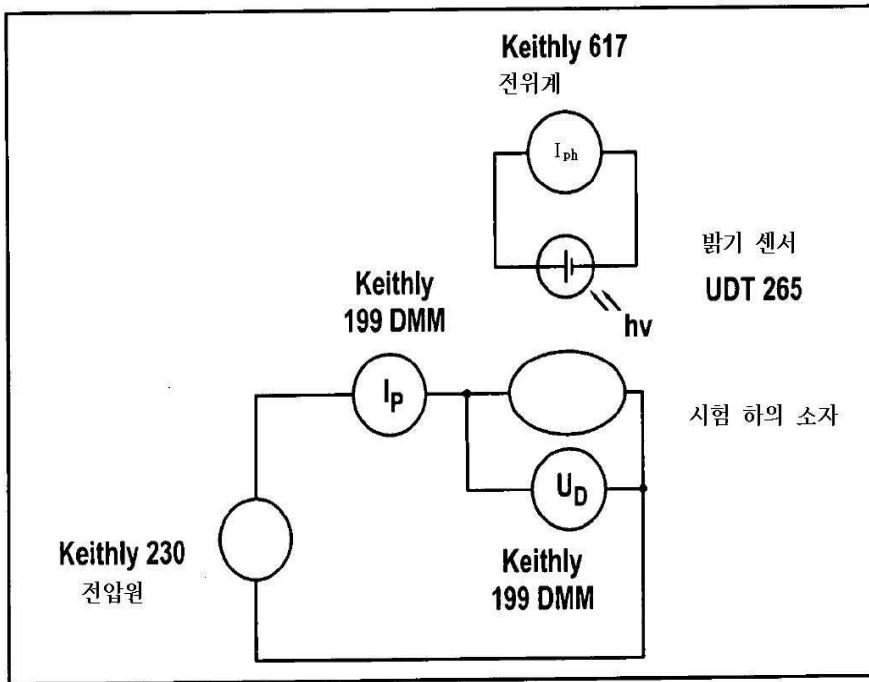 Keithly 617
전위계
Iph
밝기 센서
UDT 265
hv
Keithly
199 DMM
IP
시험 하의 소자
UD
Keithly 230
전압원
Keithly
199 DMM